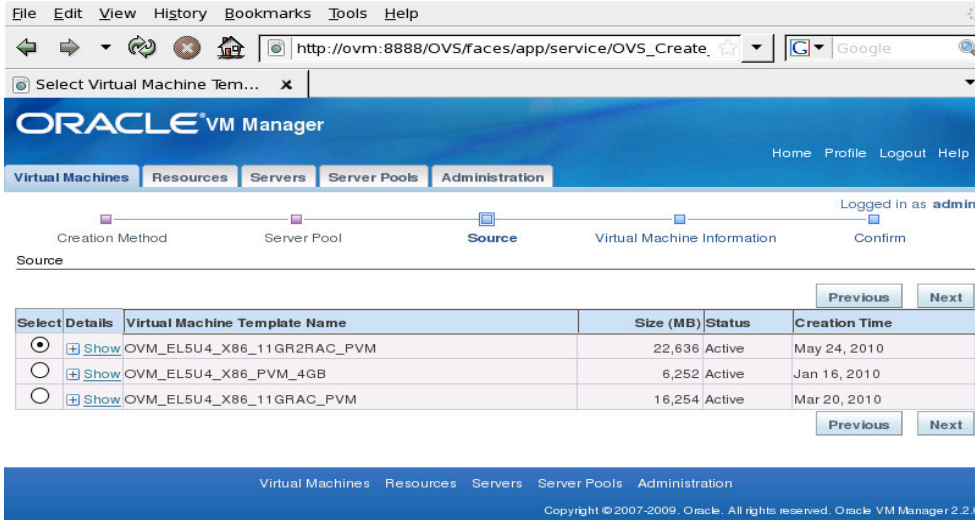 File Edit View History Bookmarks Tools Help
http://ovm:8888/OVS/faces/app/service/OVS_Create_ G Google
Select Virtual Machine Tem... x
ORACLE VM Manager
Home Profile Logout Help
Virtual Machines Resources Servers Server Pools Administration
Logged in as admin
Creation Method Server Pool Source Virtual Machine Information Confirm
Source
Previous Next
Select Details Virtual Machine Template Name Size (MB) Status Creation Time
Show OVM_EL5U4_X86_11GR2RAC_PVM 22,636 Active May 24, 2010
Show OVM_EL5U4_X86_PVM_4GB 6,252 Active Jan 16, 2010
Show OVM_EL5U4_X86_11GRAC_PVM 16,254 Active Mar 20, 2010
Previous Next
Virtual Machines Resources Servers Server Pools Administration
Copyright ©2007-2009. Oracle. All rights reserved. Oracle VM Manager 2.2.